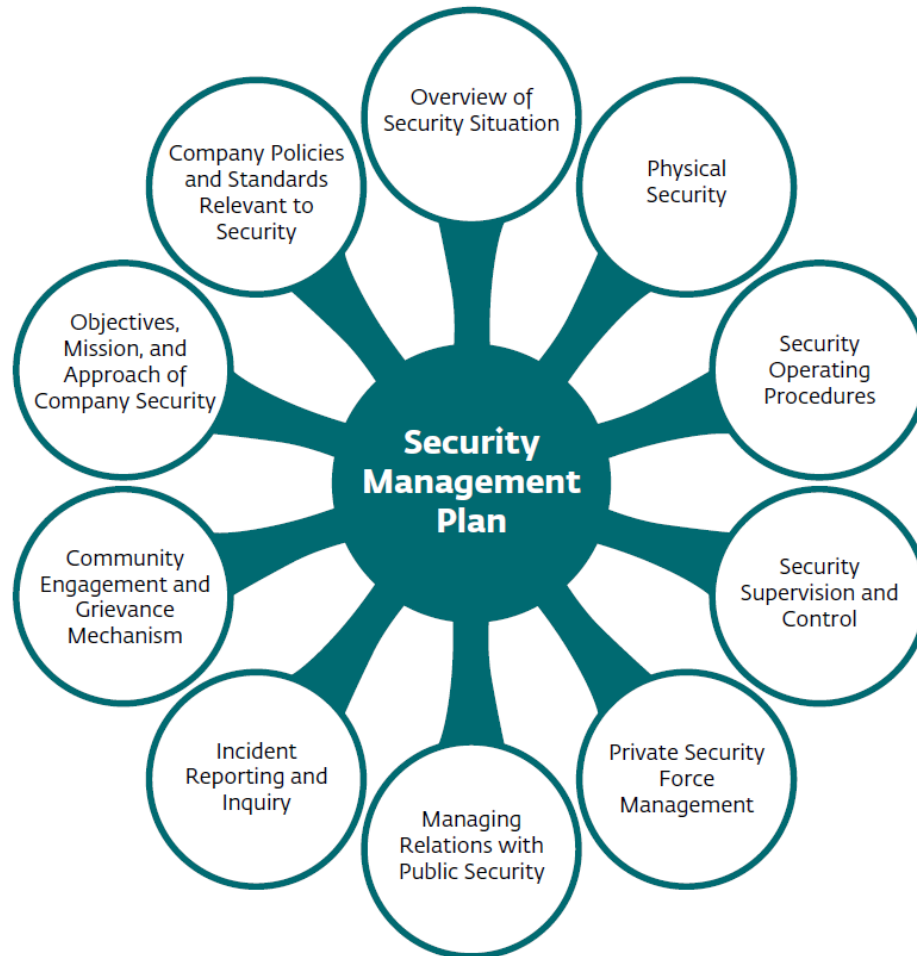 Overview of
Security Situation
Physical
Security
Security
Operating
Procedures
Security
Supervision and
Control
Private Security
Force
Management
Managing
Relations with
Public Security
Incident
Reporting and
Inquiry
Community
Engagement and
Grievance
Mechanism
Objectives,
Mission, and
Approach of
Company Security
Company Policies
and Standards
Relevant to
Security
Security
Management
Plan